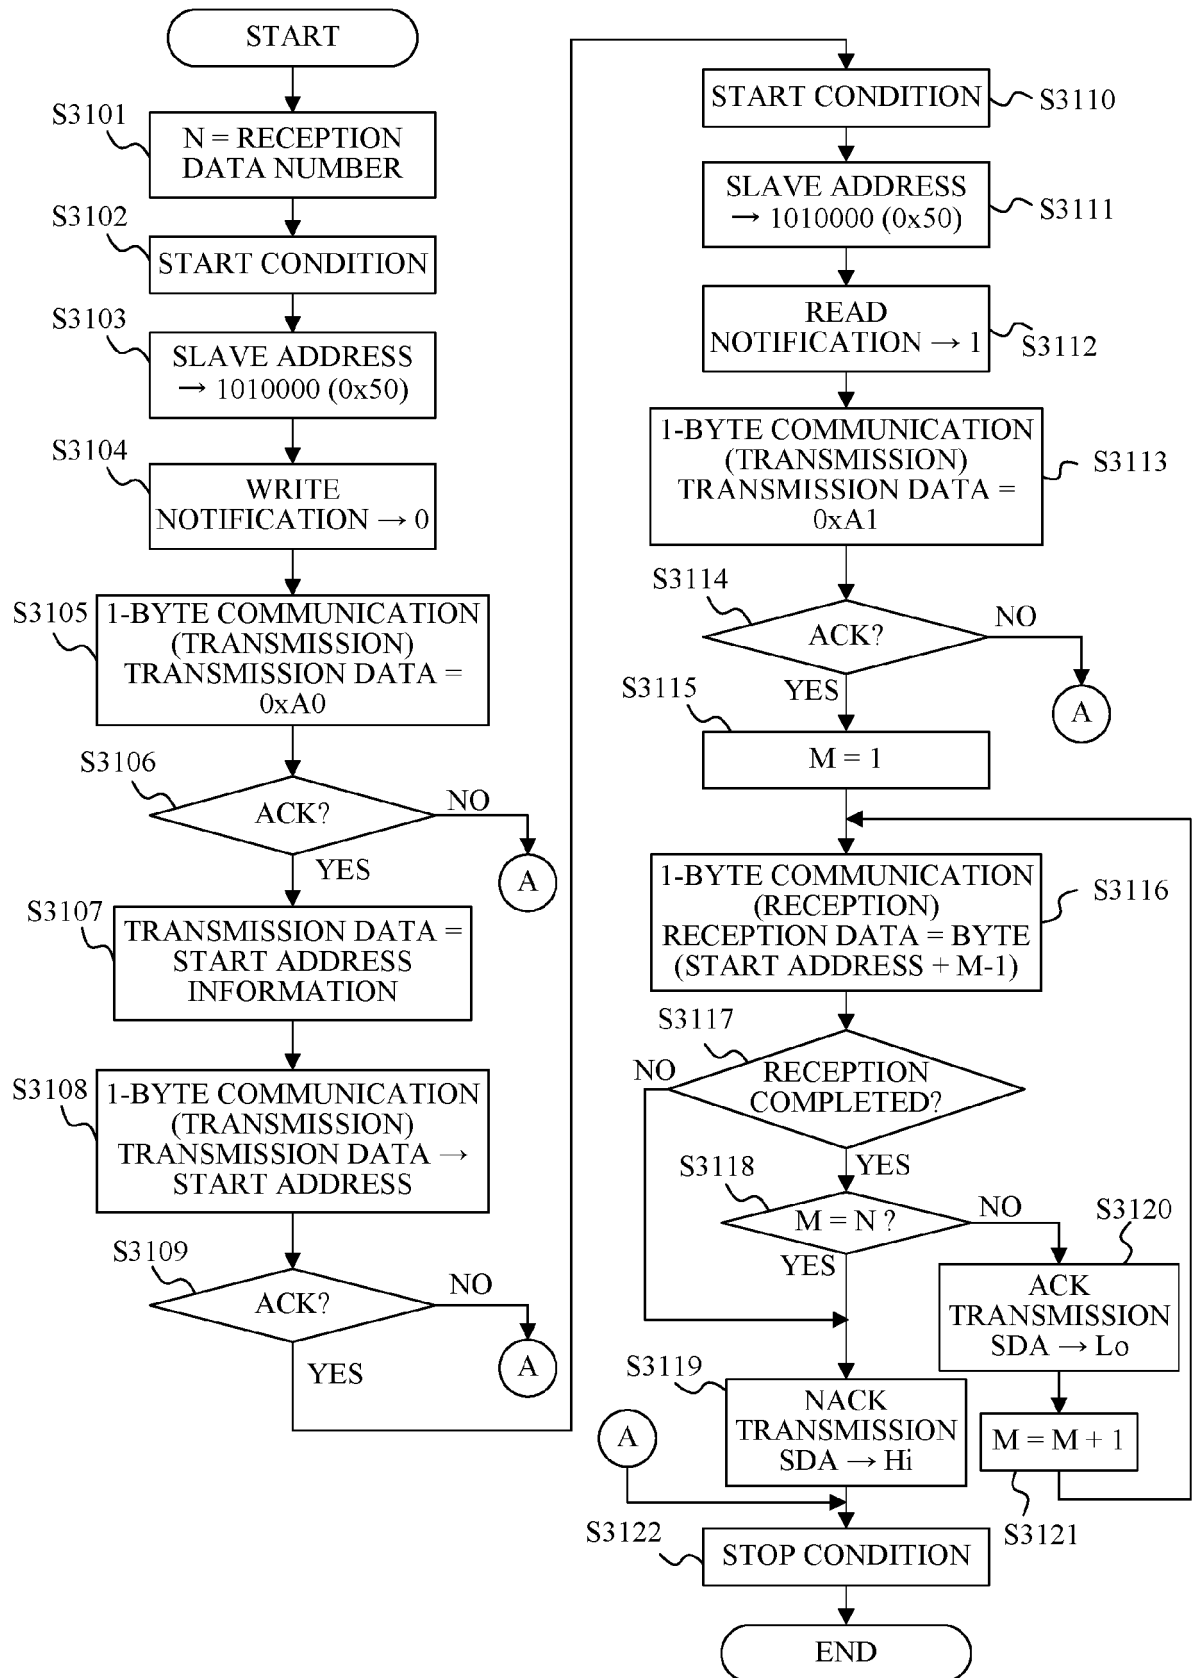 START
S3101
N = RECEPTION
DATA NUMBER
S3102
START CONDITION
S3103
SLAVE ADDRESS
→ 1010000 (0x50)
S3104
WRITE
NOTIFICATION → 0
S3105
1-BYTE COMMUNICATION
(TRANSMISSION)
TRANSMISSION DATA =
0xA0
S3106
ACK?
NO
A
YES
S3107
TRANSMISSION DATA =
START ADDRESS
INFORMATION
S3108
1-BYTE COMMUNICATION
(TRANSMISSION)
TRANSMISSION DATA →
START ADDRESS
S3109
ACK?
NO
A
YES
START CONDITION
S3110
SLAVE ADDRESS
→ 1010000 (0x50)
S3111
READ
NOTIFICATION → 1
S3112
1-BYTE COMMUNICATION
(TRANSMISSION)
TRANSMISSION DATA =
0xA1
S3113
S3114
ACK?
NO
A
YES
S3115
M = 1
1-BYTE COMMUNICATION
(RECEPTION)
RECEPTION DATA = BYTE
(START ADDRESS + M-1)
S3116
S3117
NO
RECEPTION
COMPLETED?
YES
S3118
M = N ?
NO
YES
S3120
ACK
TRANSMISSION
SDA → Lo
S3119
NACK
TRANSMISSION
SDA → Hi
M = M + 1
S3121
A
S3122
STOP CONDITION
END